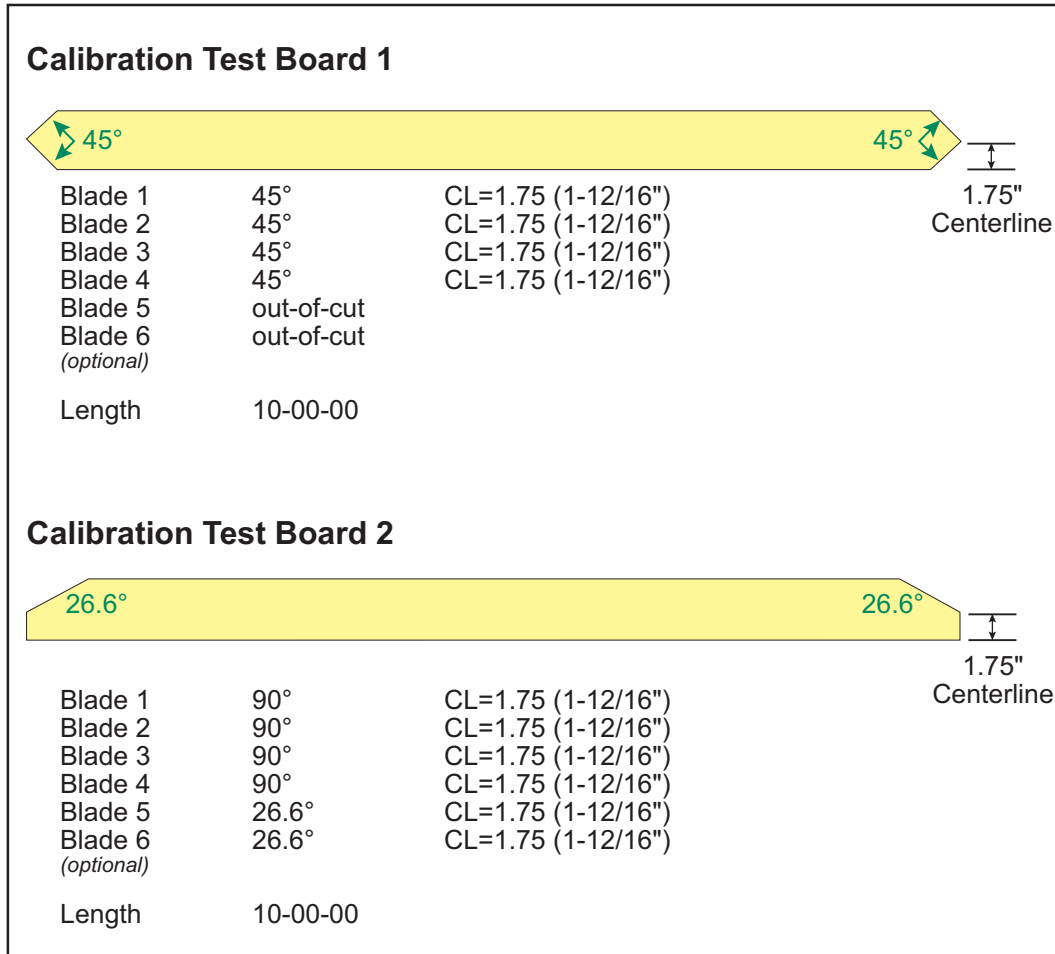 Calibration Test Board 1
45° 45°
1.75"
Centerline
Blade 1 45° CL=1.75 (1-12/16")
Blade 2 45° CL=1.75 (1-12/16")
Blade 3 45° CL=1.75 (1-12/16")
Blade 4 45° CL=1.75 (1-12/16")
Blade 5 out-of-cut
Blade 6 out-of-cut
(optional)
Length 10-00-00
Calibration Test Board 2
26.6° 26.6°
1.75"
Centerline
Blade 1 90° CL=1.75 (1-12/16")
Blade 2 90° CL=1.75 (1-12/16")
Blade 3 90° CL=1.75 (1-12/16")
Blade 4 90° CL=1.75 (1-12/16")
Blade 5 26.6° CL=1.75 (1-12/16")
Blade 6 26.6° CL=1.75 (1-12/16")
(optional)
Length 10-00-00